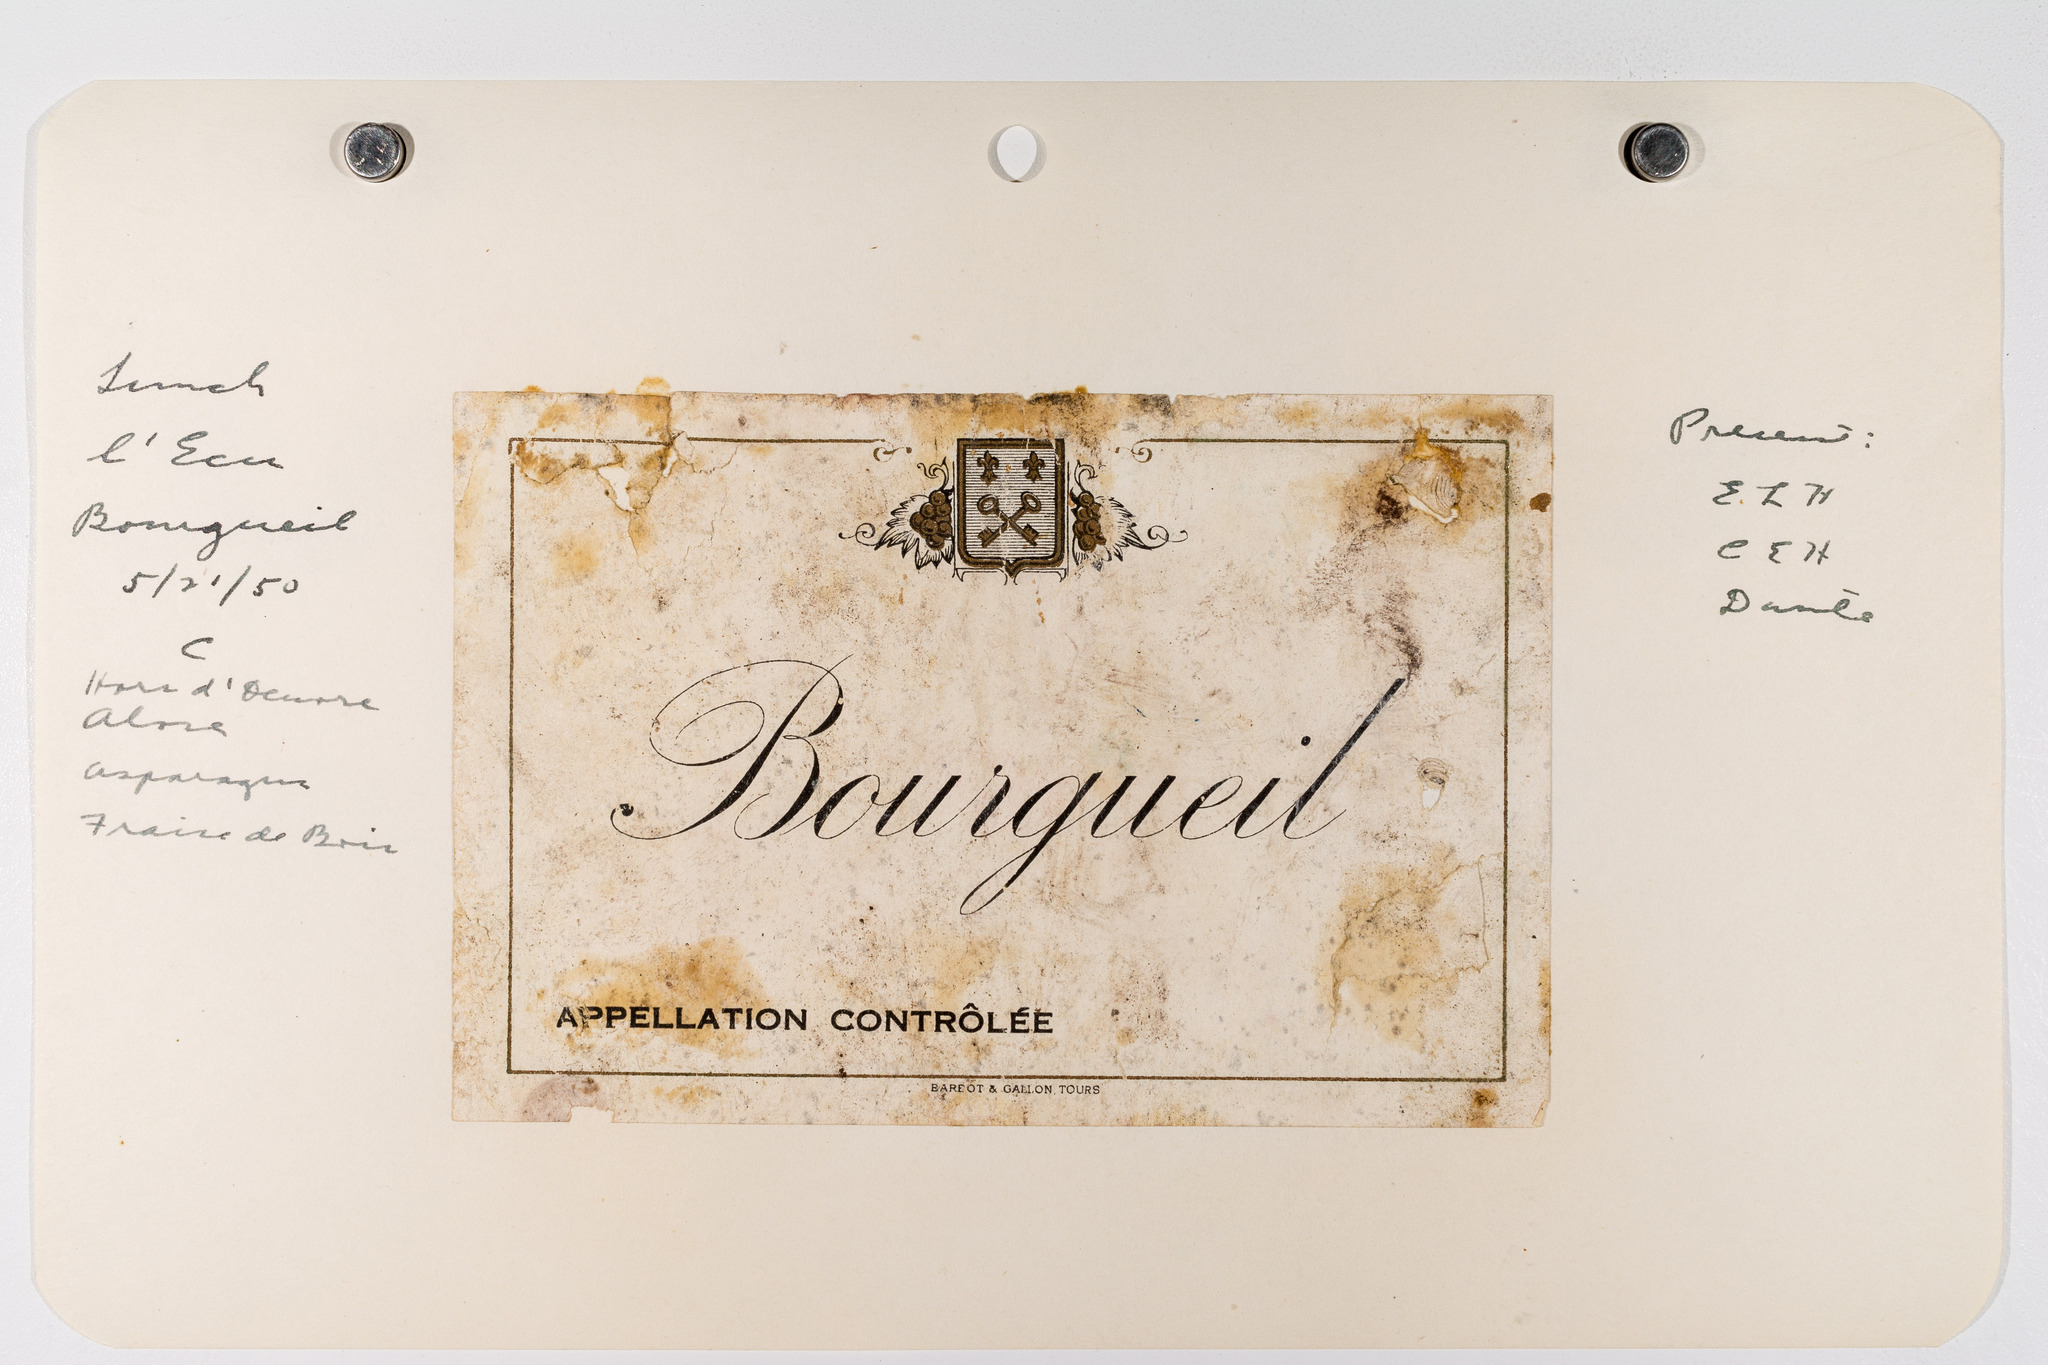 Lunch
l'Ecu
Bourgueil
5/21/50
C
Hors d'Oeuvre
Alose
Asparagus
Fraise de Bois
Bourgueil
APPELLATION CONTRÔLÉE
BARBOT & GALLON, TOURS
Present:
E. L H
C E H
Dante